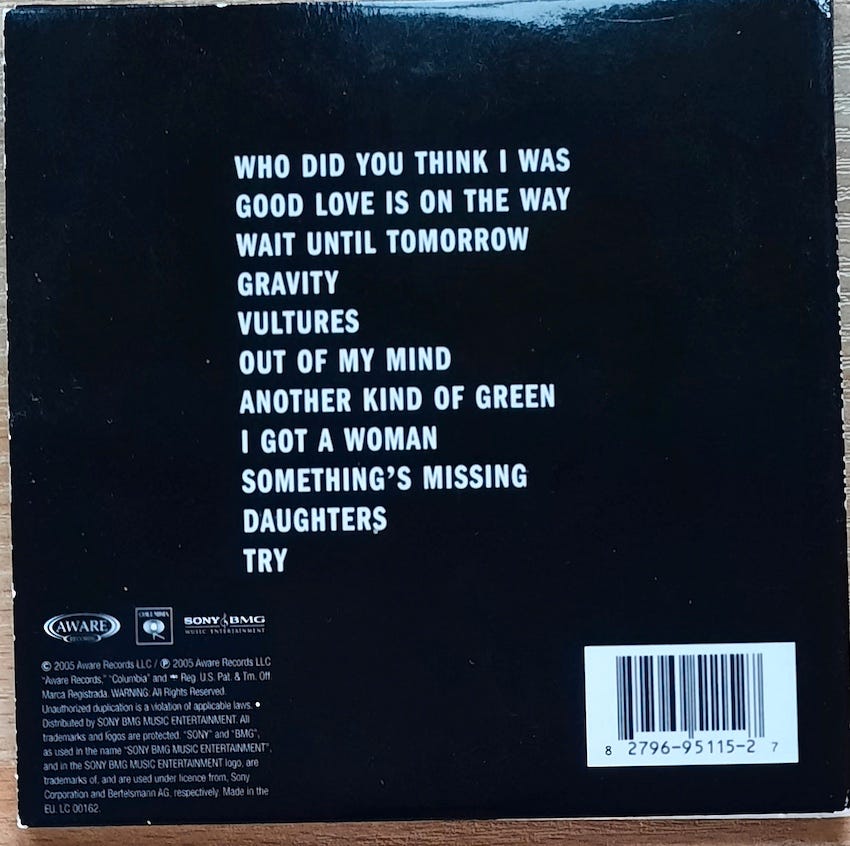 WHO DID YOU THINK I WAS
GOOD LOVE IS ON THE WAY
WAIT UNTIL TOMORROW
GRAVITY
VULTURES
OUT OF MY MIND
ANOTHER KIND OF GREEN
I GOT A WOMAN
SOMETHING'S MISSING
DAUGHTERS
TRY
AWARE
RECORDS
COLUMBIA
SONY BMG
MUSIC ENTERTAINMENT
© 2005 Aware Records LLC / ℗ 2005 Aware Records LLC
"Aware Records," "Columbia" and Reg. U.S. Pat. & Tm. Off.
Marca Registrada. WARNING: All Rights Reserved.
Unauthorized duplication is a violation of applicable laws.
Distributed by SONY BMG MUSIC ENTERTAINMENT. All
trademarks and logos are protected. "SONY" and "BMG",
as used in the name "SONY BMG MUSIC ENTERTAINMENT",
and in the SONY BMG MUSIC ENTERTAINMENT logo, are
trademarks of, and are used under licence from, Sony
Corporation and Bertelsmann AG, respectively. Made in the
EU. LC 00162.
8 2796-95115-2 7